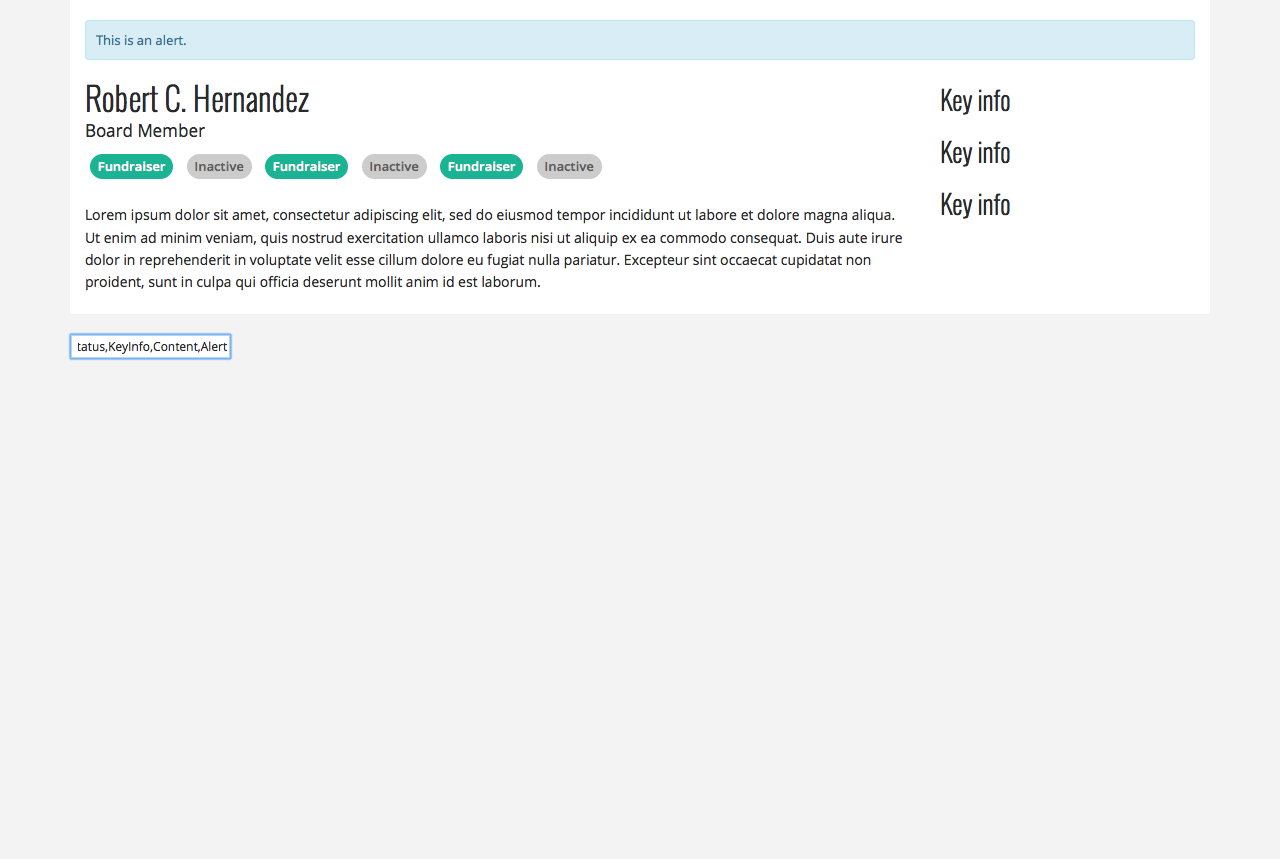 This is an alert.
Robert C. Hernandez
Board Member
Fundraiser Inactive Fundraiser Inactive Fundraiser Inactive
Lorem ipsum dolor sit amet, consectetur adipiscing elit, sed do eiusmod tempor incididunt ut labore et dolore magna aliqua.
Ut enim ad minim veniam, quis nostrud exercitation ullamco laboris nisi ut aliquip ex ea commodo consequat. Duis aute irure
dolor in reprehenderit in voluptate velit esse cillum dolore eu fugiat nulla pariatur. Excepteur sint occaecat cupidatat non
proident, sunt in culpa qui officia deserunt mollit anim id est laborum.
Key info
Key info
Key info
tatus,KeyInfo,Content,Alert